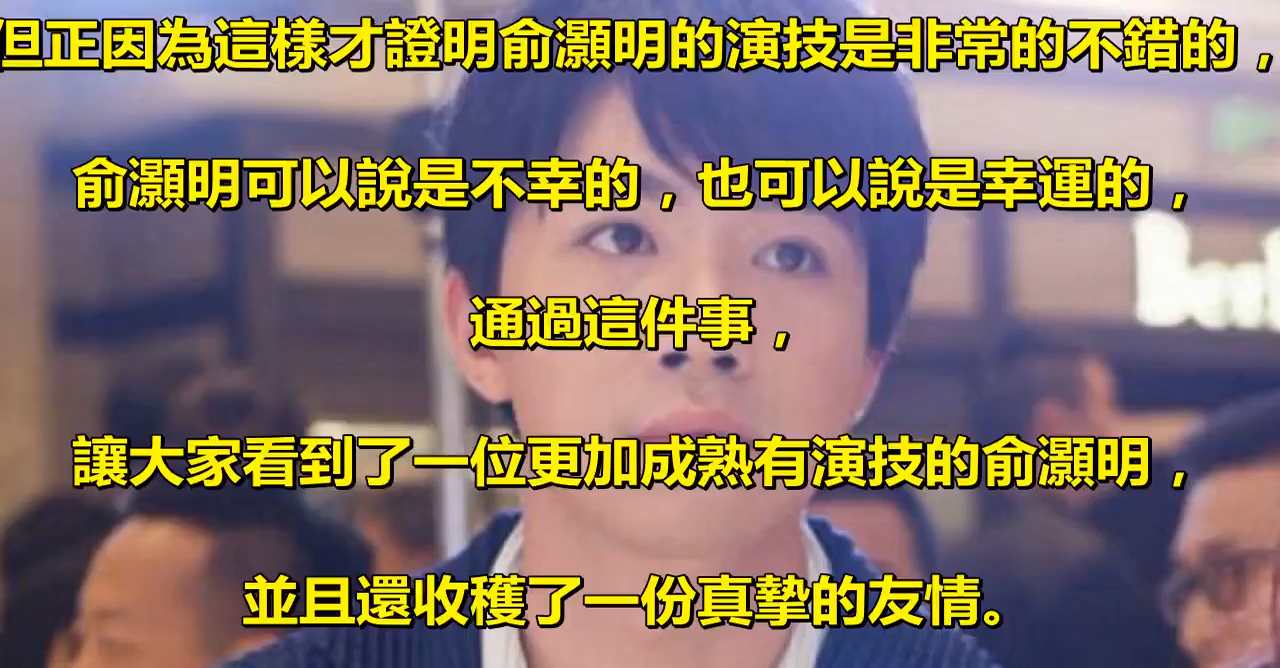 但正因為這樣才證明俞灝明的演技是非常的不錯的，
俞灝明可以說是不幸的，也可以說是幸運的，
通過這件事，
讓大家看到了一位更加成熟有演技的俞灝明，
並且還收穫了一份真摯的友情。